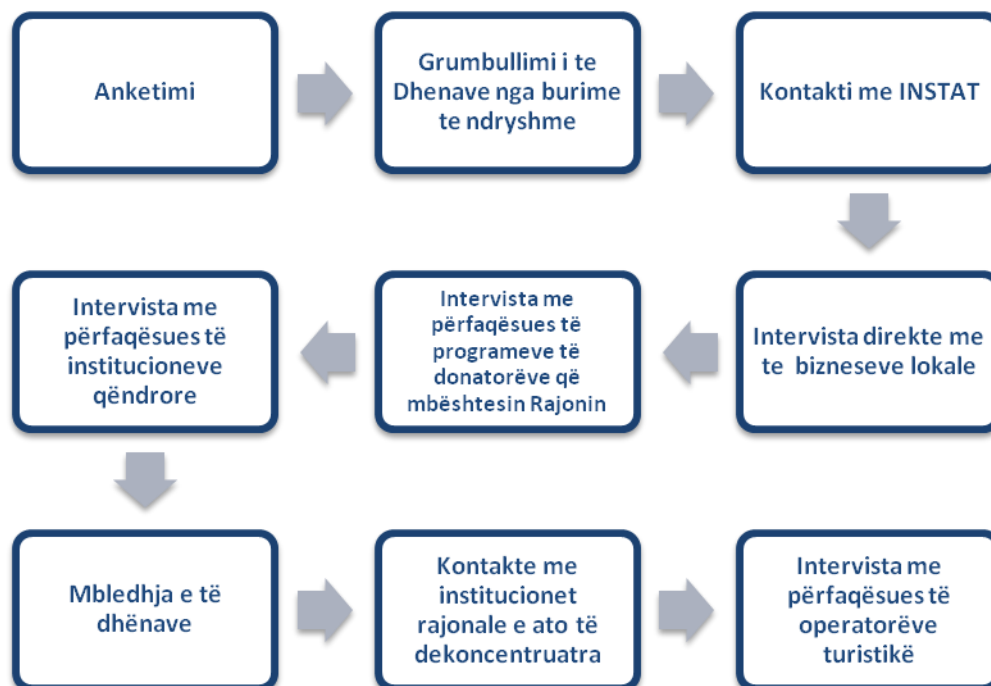 Anketimi
Grumbullimi i te
Dhenave nga burime
te ndryshme
Kontakti me INSTAT
Intervista direkte me
te bizneseve lokale
Intervista me
përfaqësues të
programeve të
donatorëve që
mbështesin Rajonin
Intervista me
përfaqësues të
institucioneve
qëndrore
Mbledhja e të
dhënave
Kontakte me
institucionet
rajonale e ato të
dekoncentruatra
Intervista me
përfaqësues të
operatorëve
turistikë